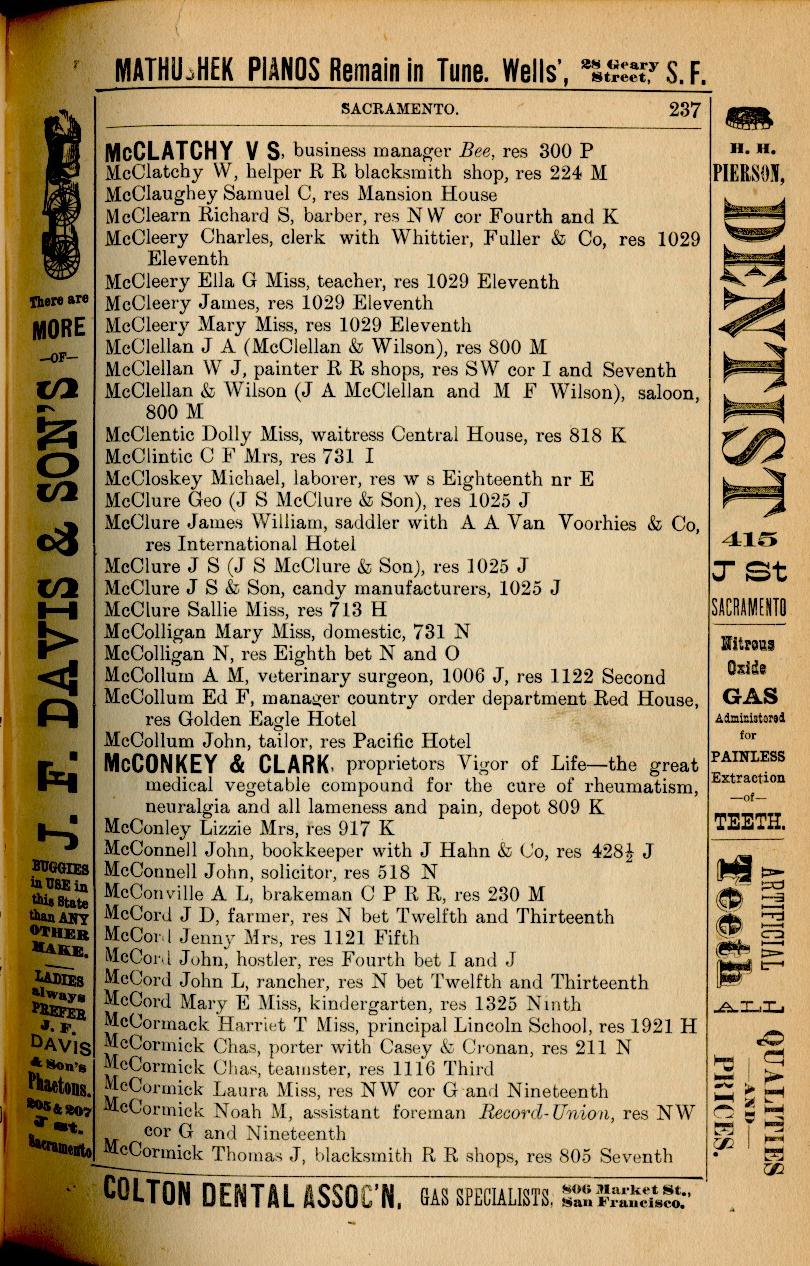 MATHUSHEK PIANOS Remain in Tune. Wells', 28 Geary Street, S. F.
SACRAMENTO. 237
McCLATCHY V S, business manager Bee, res 300 P
McClatchy W, helper R R blacksmith shop, res 224 M
McClaughey Samuel C, res Mansion House
McClearn Richard S, barber, res N W cor Fourth and K
McCleery Charles, clerk with Whittier, Fuller & Co, res 1029
Eleventh
McCleery Ella G Miss, teacher, res 1029 Eleventh
McCleery James, res 1029 Eleventh
McCleery Mary Miss, res 1029 Eleventh
McClellan J A (McClellan & Wilson), res 800 M
McClellan W J, painter R R shops, res SW cor I and Seventh
McClellan & Wilson (J A McClellan and M F Wilson), saloon,
800 M
McClentic Dolly Miss, waitress Central House, res 818 K
McClintic C F Mrs, res 731 I
McCloskey Michael, laborer, res w s Eighteenth nr E
McClure Geo (J S McClure & Son), res 1025 J
McClure James William, saddler with A A Van Voorhies & Co,
res International Hotel
McClure J S (J S McClure & Son), res 1025 J
McClure J S & Son, candy manufacturers, 1025 J
McClure Sallie Miss, res 713 H
McColligan Mary Miss, domestic, 731 N
McColligan N, res Eighth bet N and O
McCollum A M, veterinary surgeon, 1006 J, res 1122 Second
McCollum Ed F, manager country order department Red House,
res Golden Eagle Hotel
McCollum John, tailor, res Pacific Hotel
McCONKEY & CLARK, proprietors Vigor of Life—the great
medical vegetable compound for the cure of rheumatism,
neuralgia and all lameness and pain, depot 809 K
McConley Lizzie Mrs, res 917 K
McConnell John, bookkeeper with J Hahn & Co, res 428½ J
McConnell John, solicitor, res 518 N
McConville A L, brakeman C P R R, res 230 M
McCord J D, farmer, res N bet Twelfth and Thirteenth
McCord Jenny Mrs, res 1121 Fifth
McCord John, hostler, res Fourth bet I and J
McCord John L, rancher, res N bet Twelfth and Thirteenth
McCord Mary E Miss, kindergarten, res 1325 Ninth
McCormack Harriet T Miss, principal Lincoln School, res 1921 H
McCormick Chas, porter with Casey & Cronan, res 211 N
McCormick Chas, teamster, res 1116 Third
McCormick Laura Miss, res NW cor G and Nineteenth
McCormick Noah M, assistant foreman Record-Union, res NW
cor G and Nineteenth
McCormick Thomas J, blacksmith R R shops, res 805 Seventh
COLTON DENTAL ASSOC'N, GAS SPECIALISTS, 806 Market St., San Francisco.
There are
MORE
—OF—
J. F. DAVIS & SON'S
BUGGIES
in USE in
this State
than ANY
OTHER
MAKE.
LADIES
always
PREFER
J. F.
DAVIS
& Son's
Phaetons.
205 & 207
J st.
Sacramento
H. H.
PIERSON,
DENTIST
415
J St
SACRAMENTO
Nitrous
Oxide
GAS
Administered
for
PAINLESS
Extraction
—of—
TEETH.
ARTIFICIAL
Teeth
ALL
QUALITIES
—AND—
PRICES.